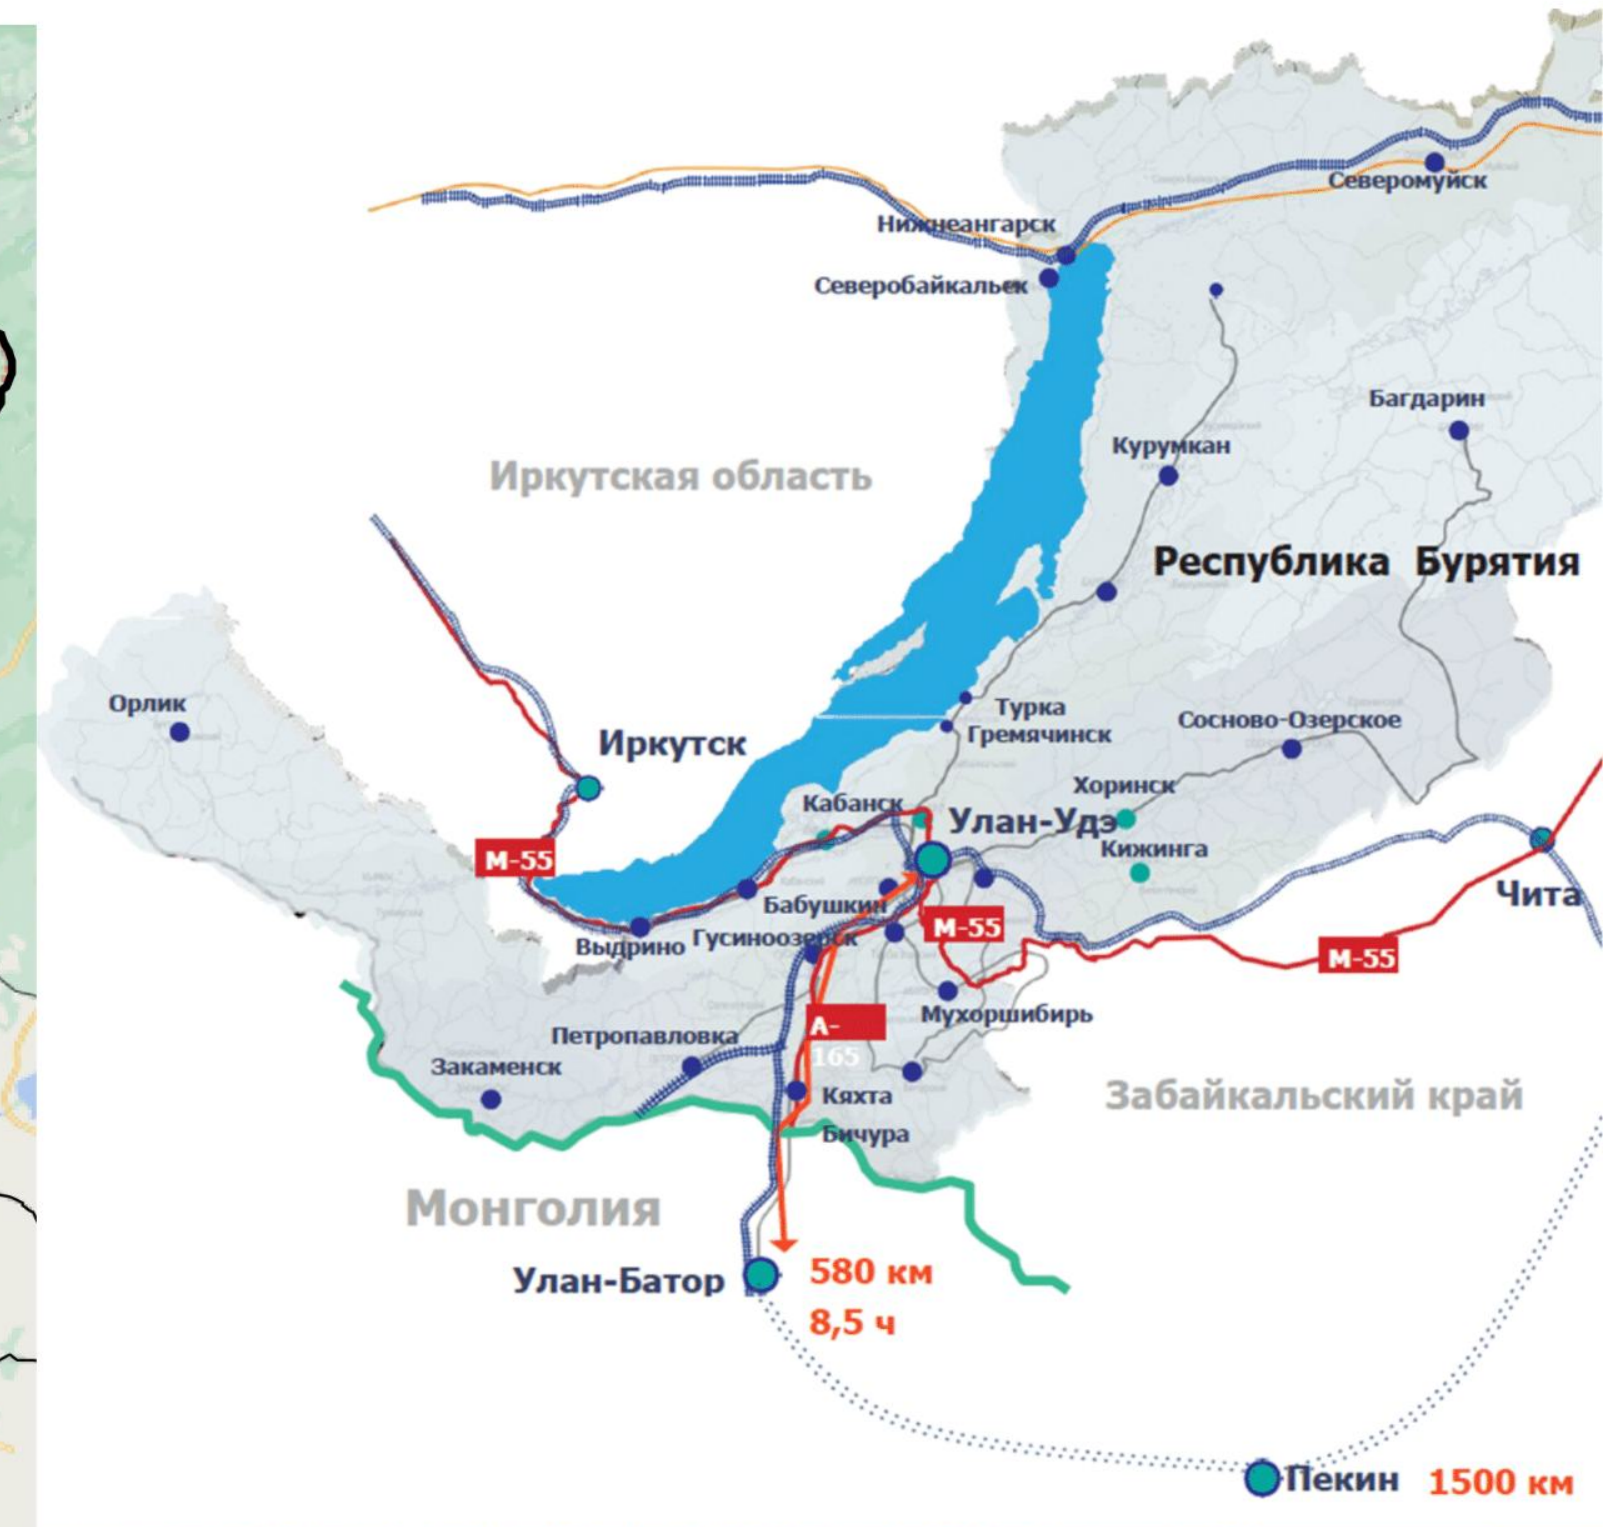 Северомуйск
Нижнеангарск
Северобайкальск
Багдарин
Курумкан
Иркутская область
Республика Бурятия
Орлик
Турка
Иркутск
Гремячинск
Сосново-Озерское
Хоринск
Кабанск
Улан-Удэ
М-55
Кижинга
Чита
Бабушкин
М-55
Выдрино
Гусиноозерск
М-55
А-
165
Мухоршибирь
Петропавловка
Закаменск
Кяхта
Забайкальский край
Бичура
Монголия
Улан-Батор
580 км
8,5 ч
Пекин 1500 км